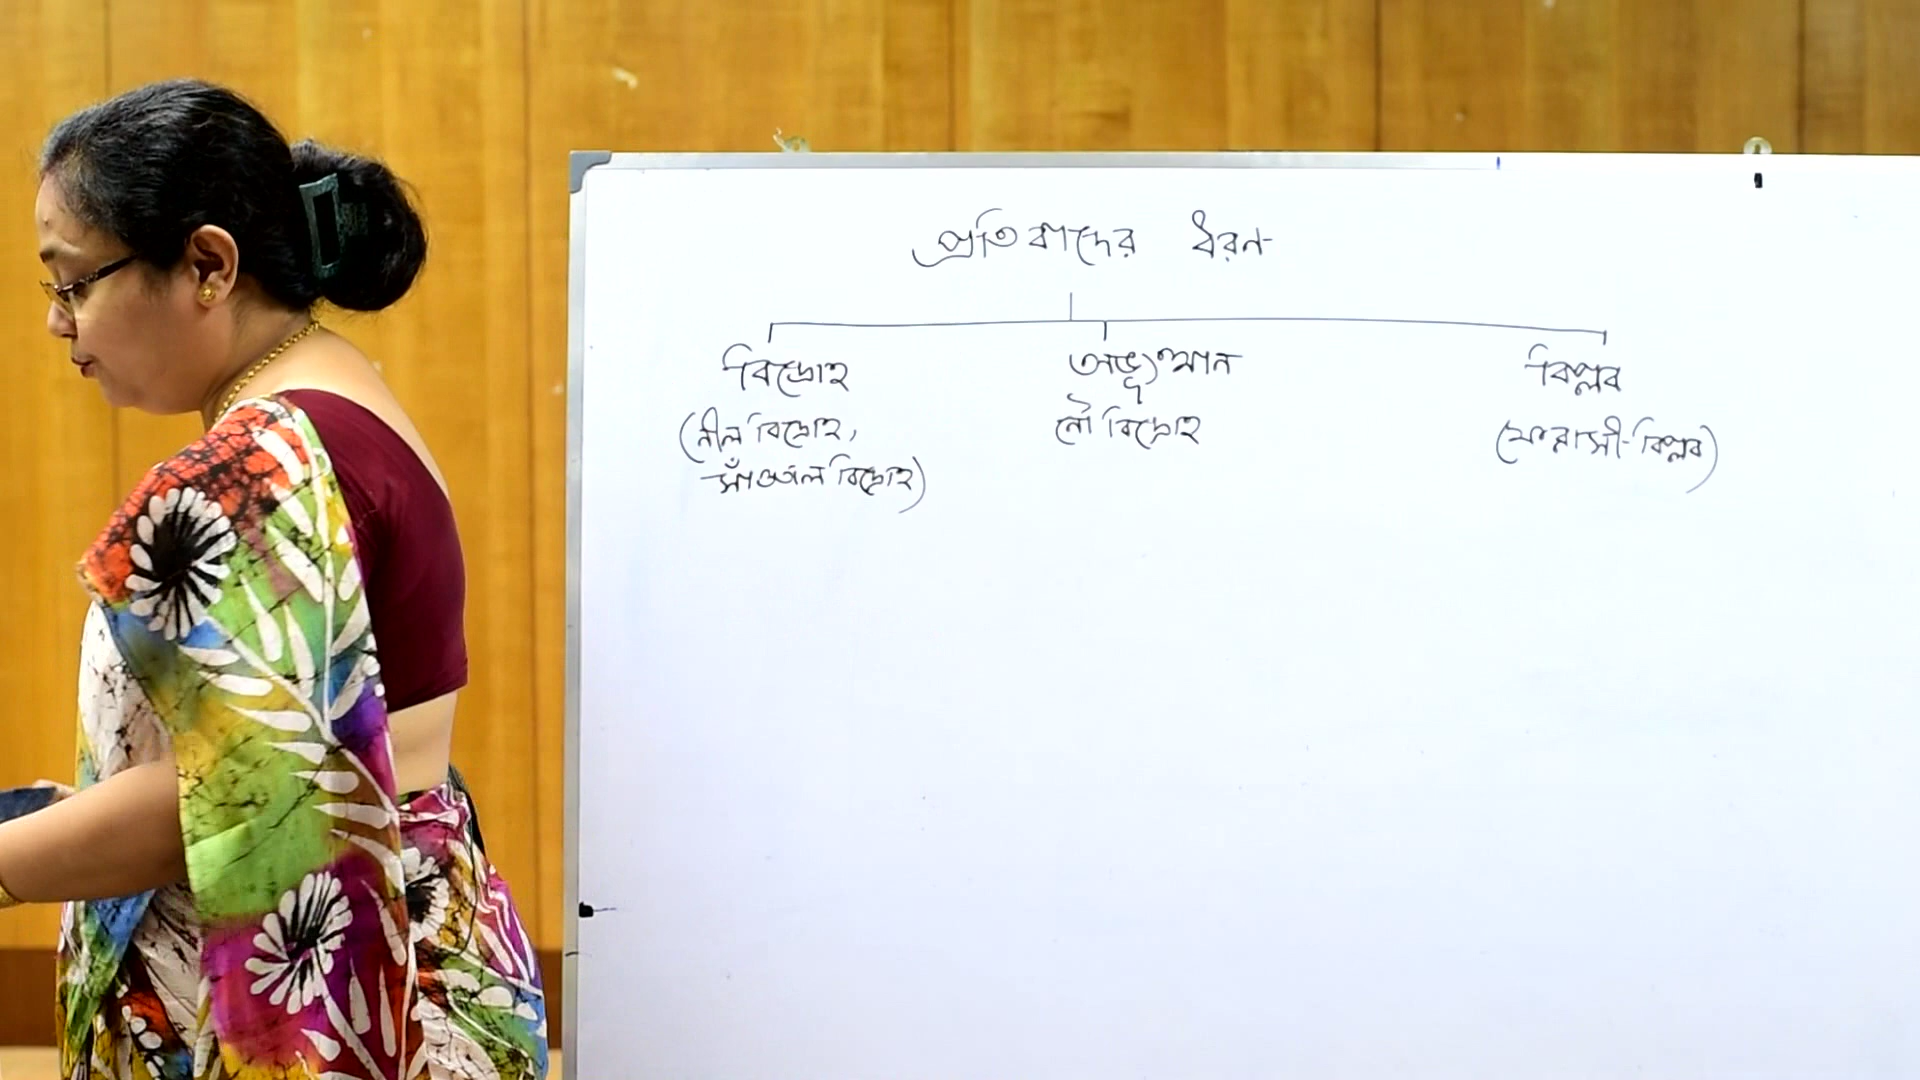 প্রতিবাদের ধরন
বিদ্রোহ
(নীল বিদ্রোহ,
সাঁওতাল বিদ্রোহ)
অভ্যুত্থান
নৌ বিদ্রোহ
বিপ্লব
(ফরাসী-বিপ্লব)